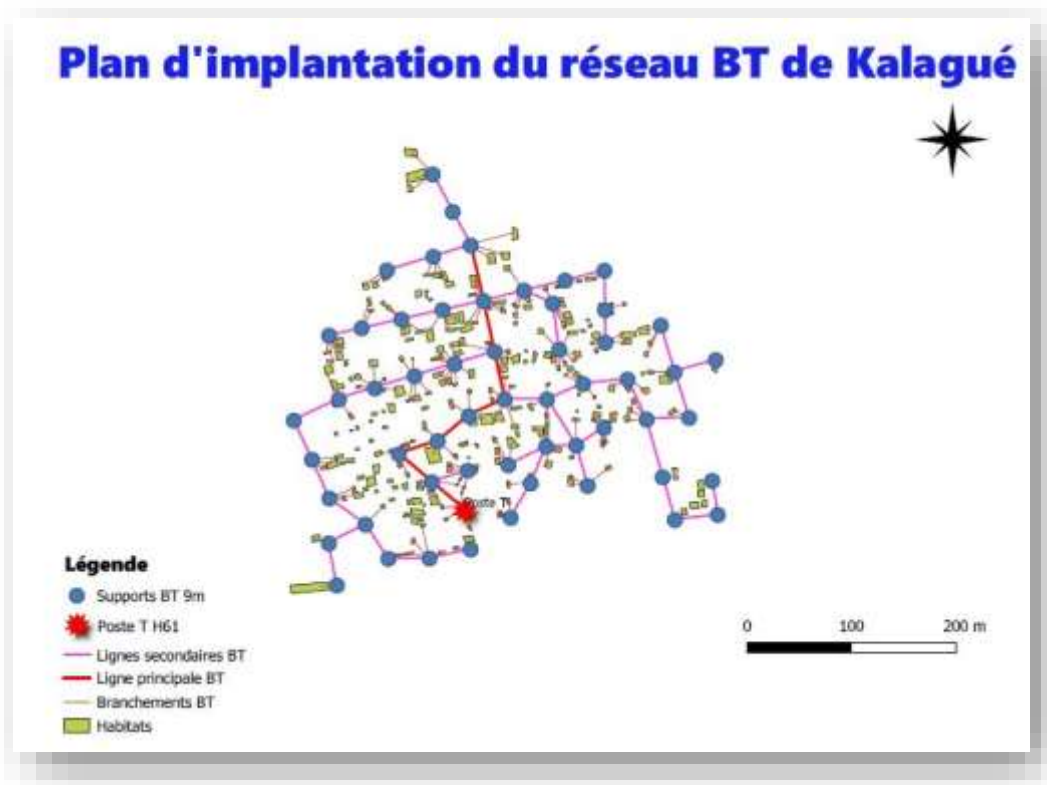 Plan d'implantation du réseau BT de Kalagué
Poste T
Légende
Supports BT 9m
Poste T H61
Lignes secondaires BT
Ligne principale BT
Branchements BT
Habitats
0 100 200 m